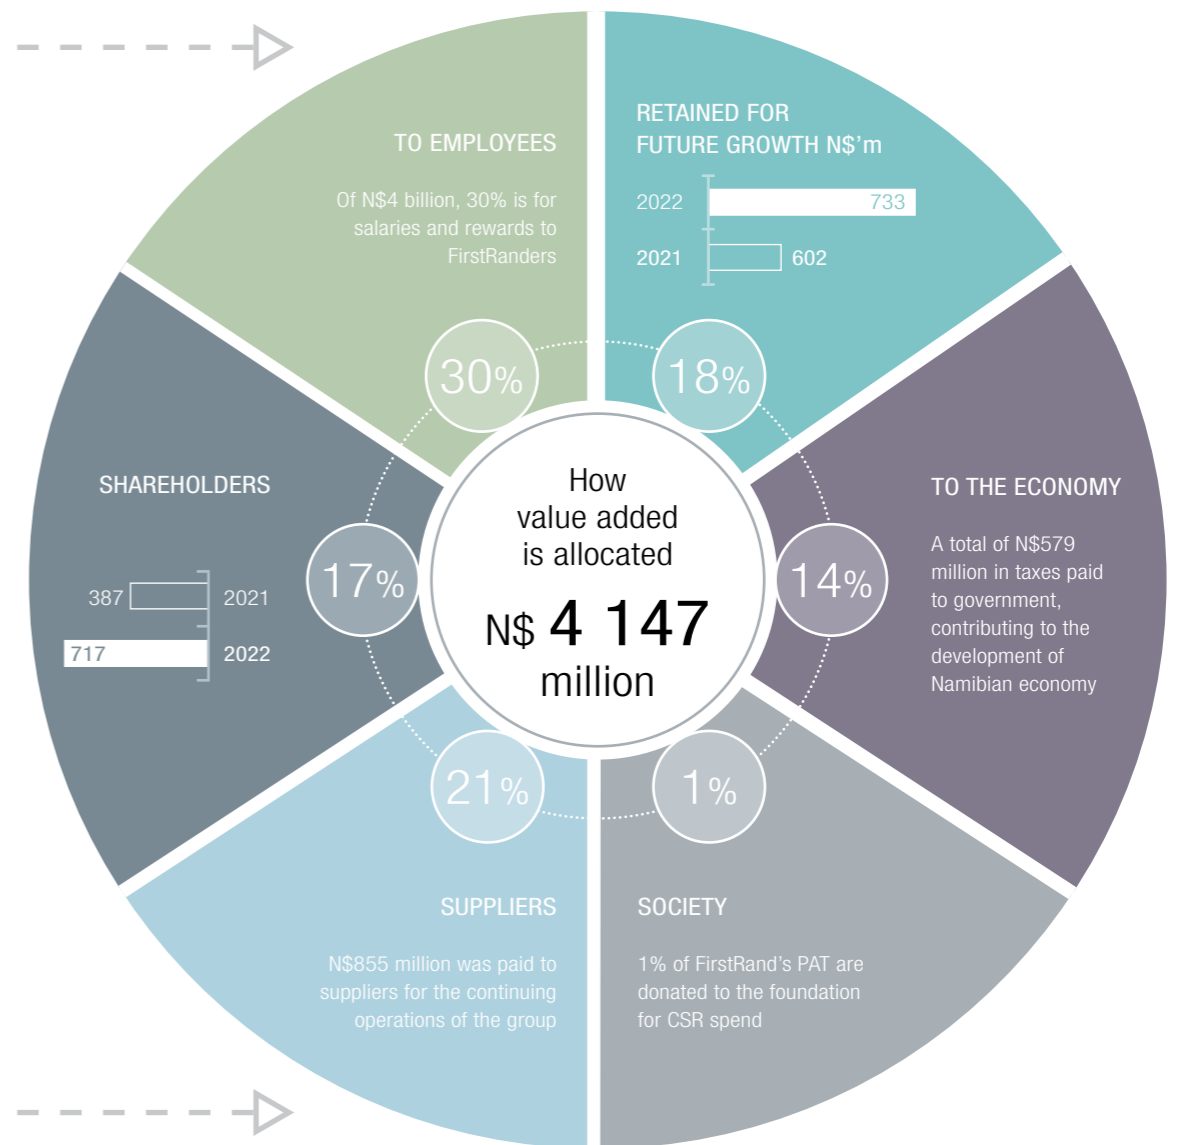 TO EMPLOYEES
Of N$4 billion, 30% is for
salaries and rewards to
FirstRanders
30%
RETAINED FOR
FUTURE GROWTH N$'m
2022 733
2021 602
18%
SHAREHOLDERS
387 2021
717 2022
17%
How
value added
is allocated
N$ 4 147
million
TO THE ECONOMY
A total of N$579
million in taxes paid
to government,
contributing to the
development of
Namibian economy
14%
21%
SUPPLIERS
N$855 million was paid to
suppliers for the continuing
operations of the group
1%
SOCIETY
1% of FirstRand's PAT are
donated to the foundation
for CSR spend